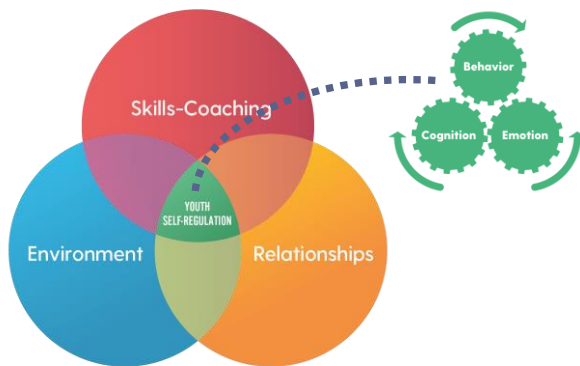 Skills-Coaching
YOUTH
SELF-REGULATION
Environment
Relationships
Behavior
Cognition
Emotion